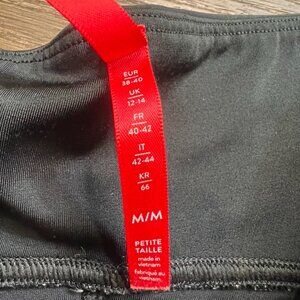 EUR
38-40
UK
12-14
FR
40-42
IT
42-44
KR
66
M/M
PETITE
TAILLE
made in
vietnam
fabriqué au
vietnam